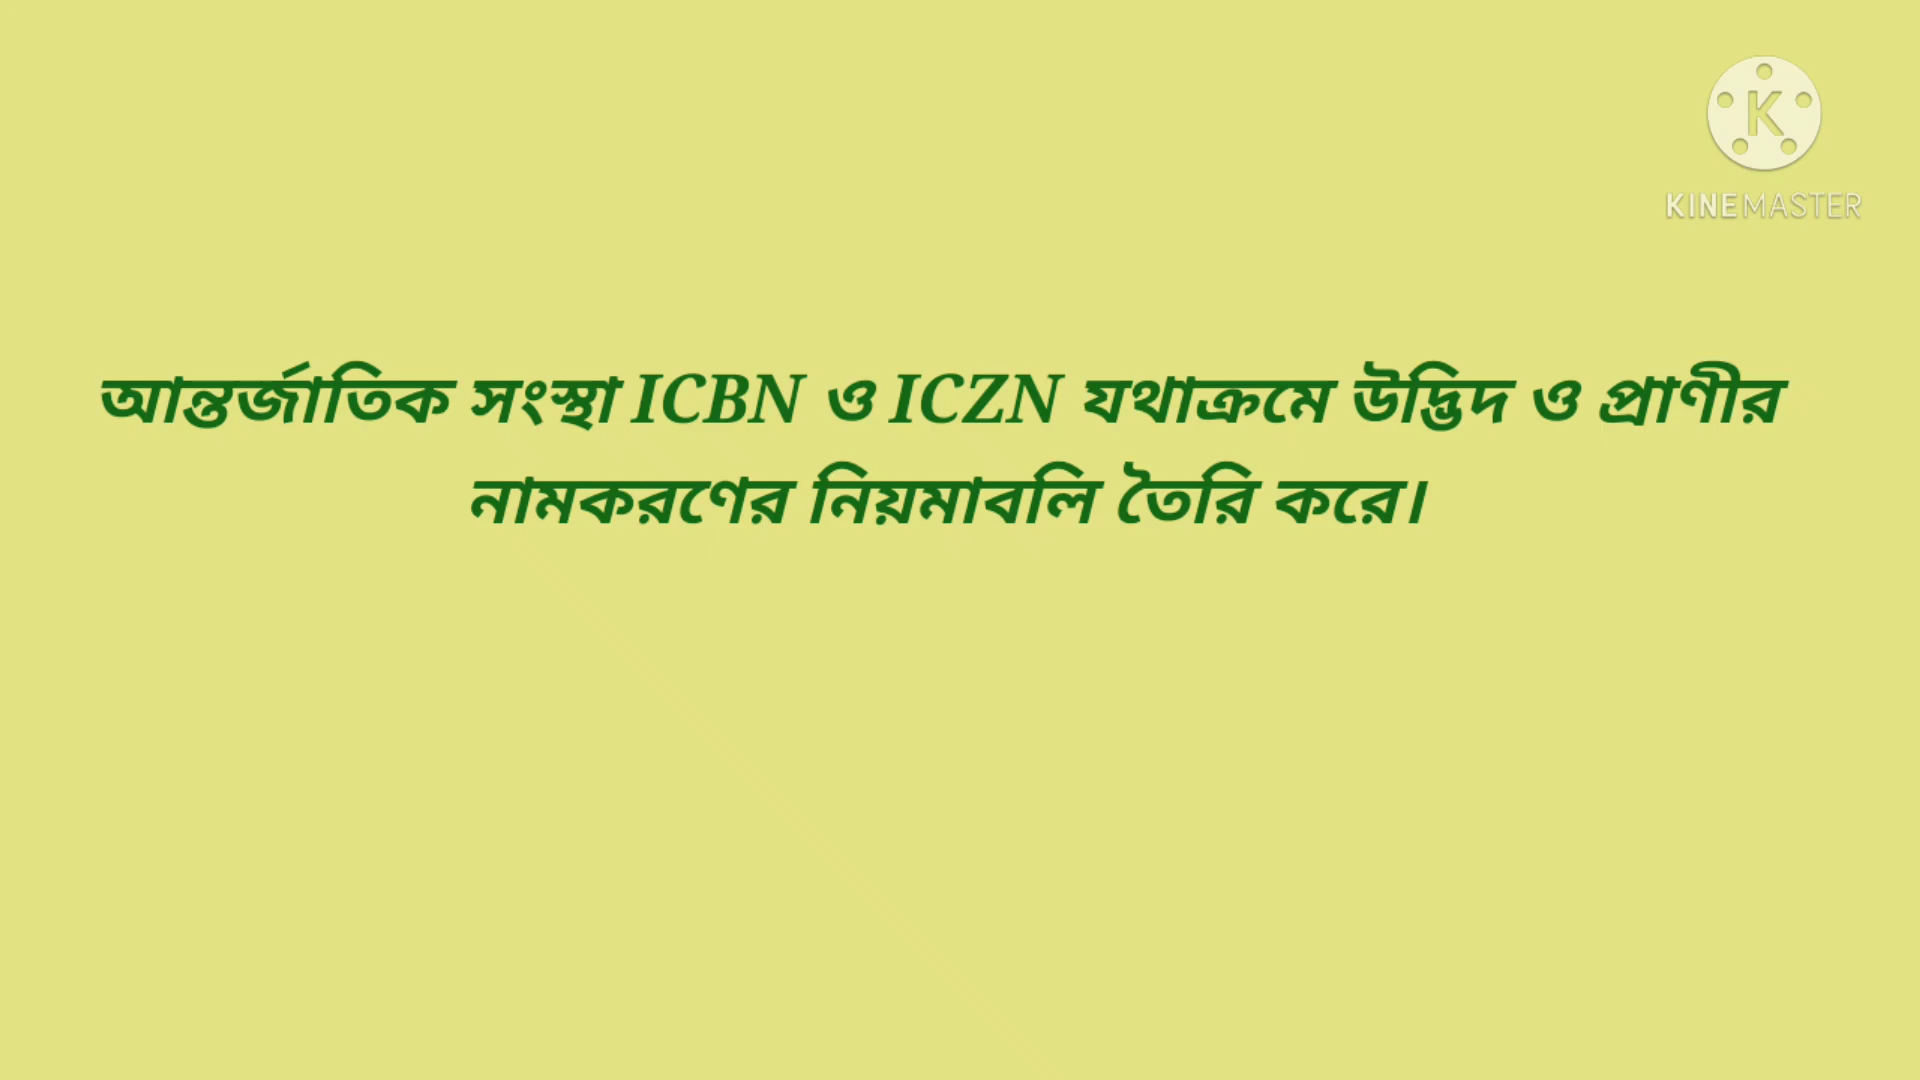 KINEMASTER
আন্তর্জাতিক সংস্থা ICBN ও ICZN যথাক্রমে উদ্ভিদ ও প্রাণীর
নামকরণের নিয়মাবলি তৈরি করে।